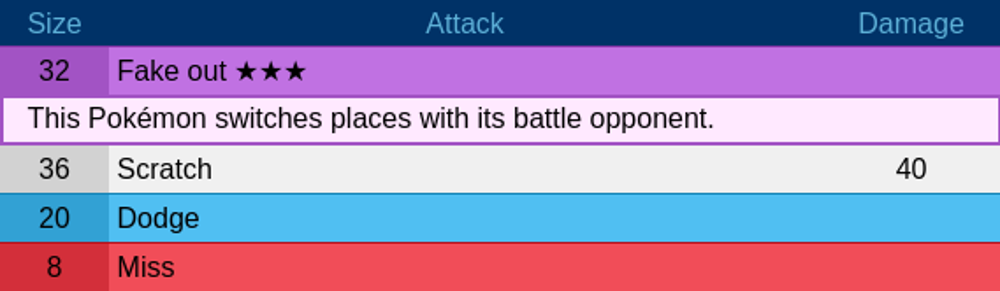 Size Attack Damage
32 Fake out ★★★
This Pokémon switches places with its battle opponent.
36 Scratch 40
20 Dodge
8 Miss